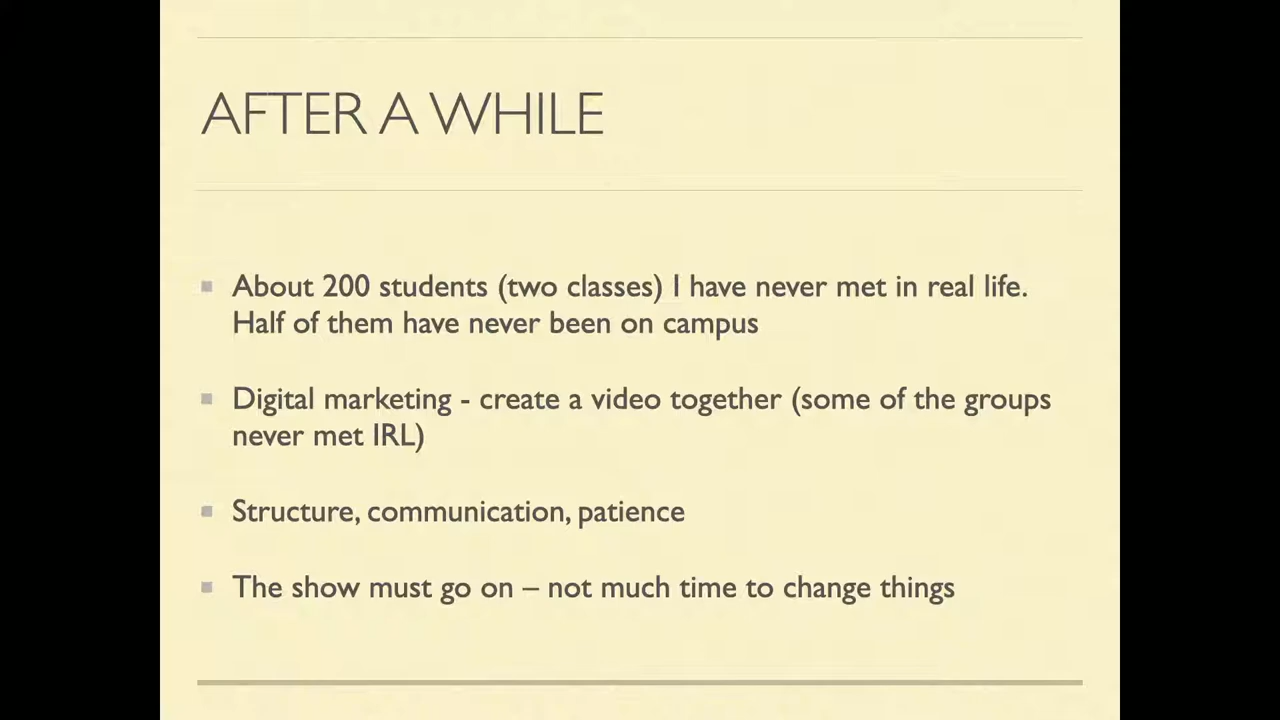 AFTER A WHILE
About 200 students (two classes) I have never met in real life.
Half of them have never been on campus
Digital marketing - create a video together (some of the groups
never met IRL)
Structure, communication, patience
The show must go on – not much time to change things